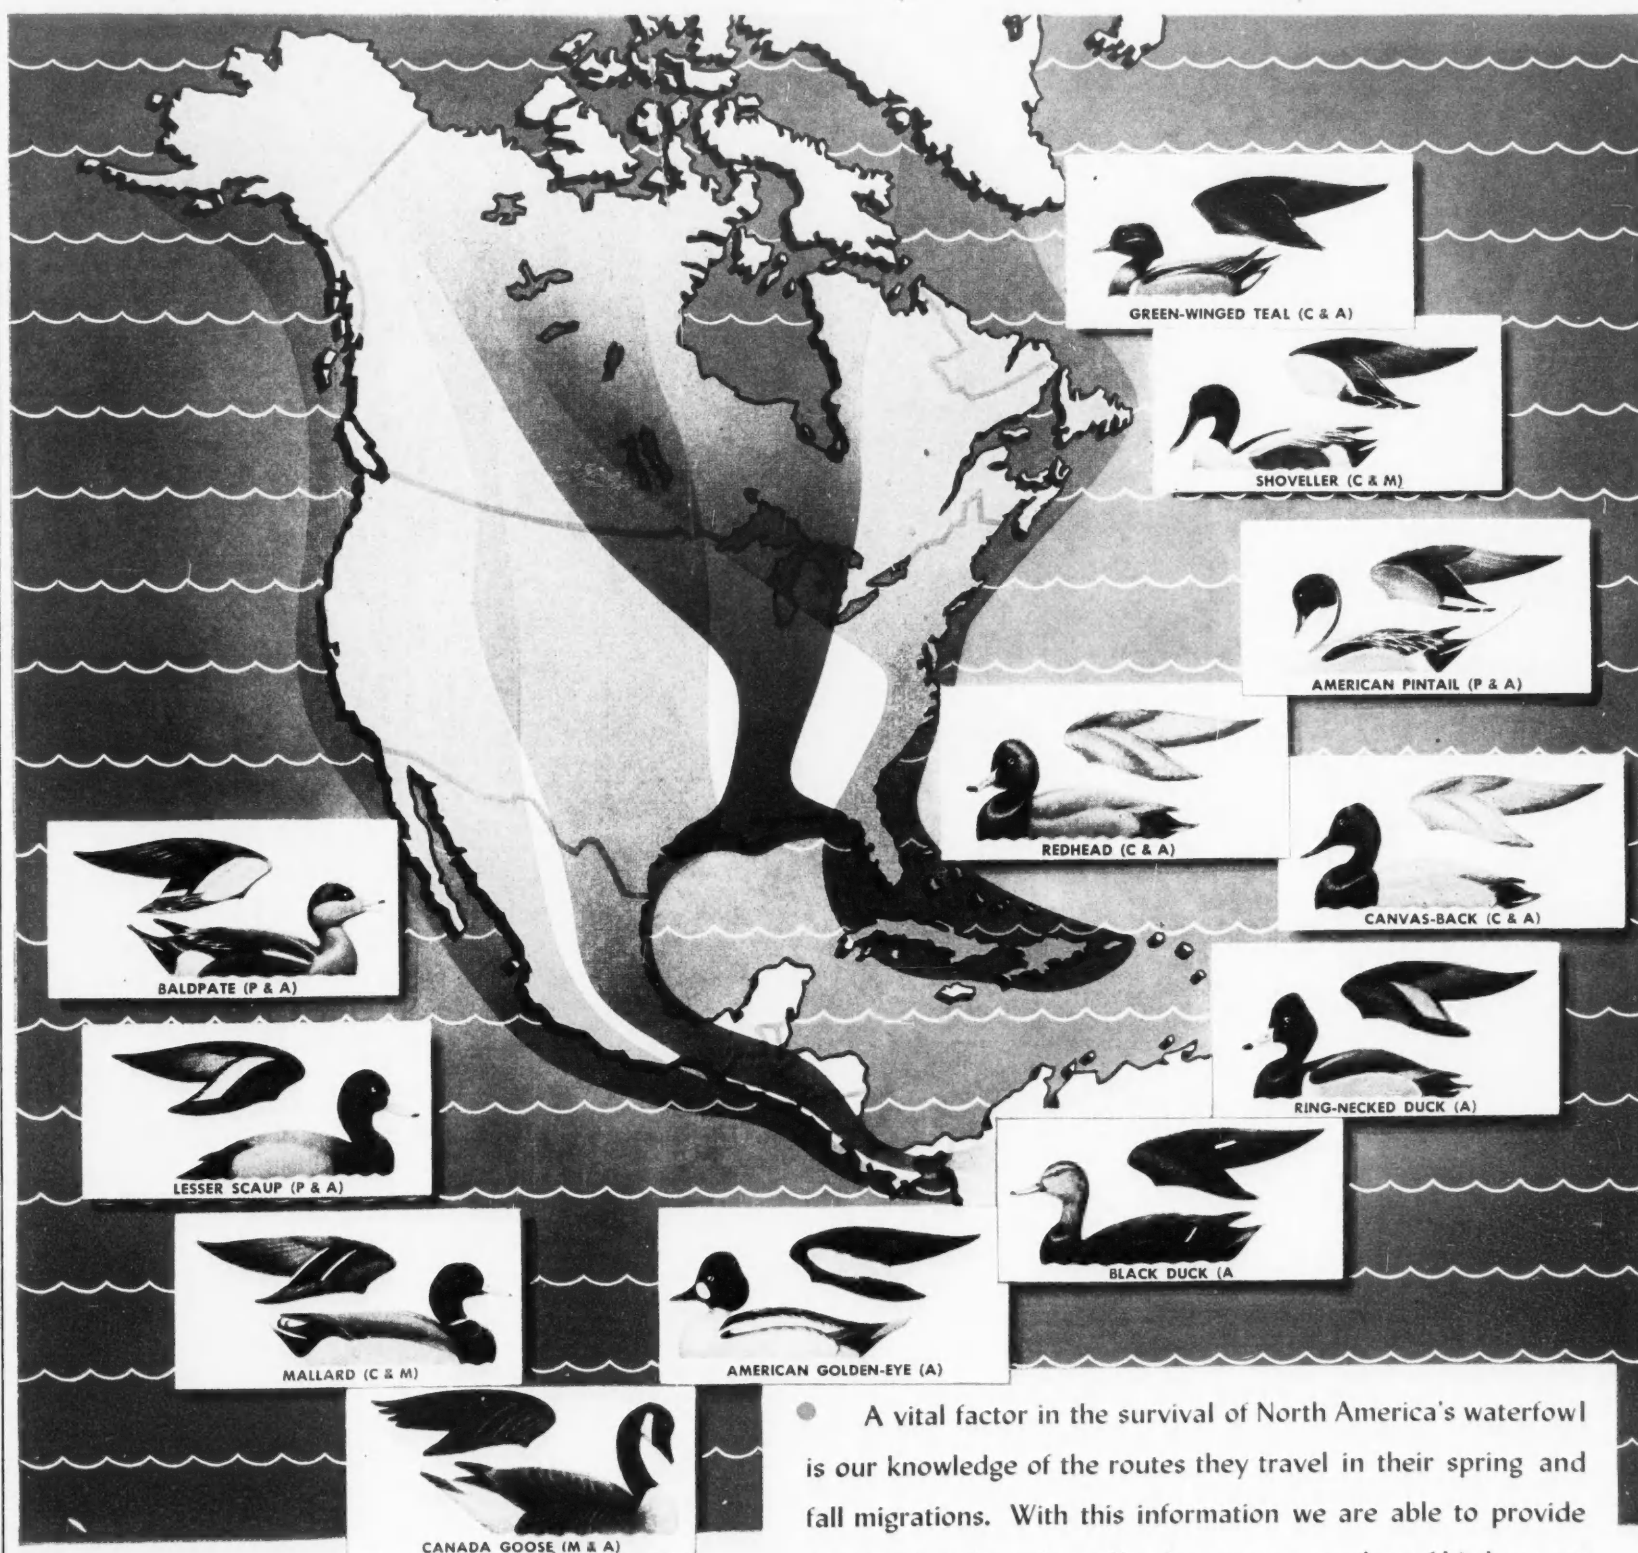 GREEN-WINGED TEAL (C & A)
SHOVELLER (C & M)
AMERICAN PINTAIL (P & A)
REDHEAD (C & A)
CANVAS-BACK (C & A)
BALDPATE (P & A)
RING-NECKED DUCK (A)
LESSER SCAUP (P & A)
BLACK DUCK (A
MALLARD (C & M)
AMERICAN GOLDEN-EYE (A)
CANADA GOOSE (M & A)
A vital factor in the survival of North America's waterfowl
is our knowledge of the routes they travel in their spring and
fall migrations. With this information we are able to provide